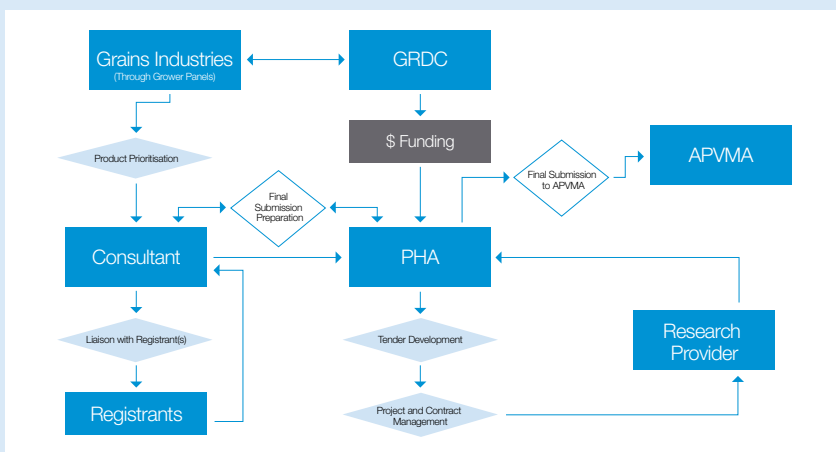 Grains Industries
(Through Grower Panels)
GRDC
Product Prioritisation
$ Funding
Final Submission
to APVMA
APVMA
Final
Submission
Preparation
Consultant
PHA
Liaison with Registrant(s)
Tender Development
Research
Provider
Registrants
Project and Contract
Management